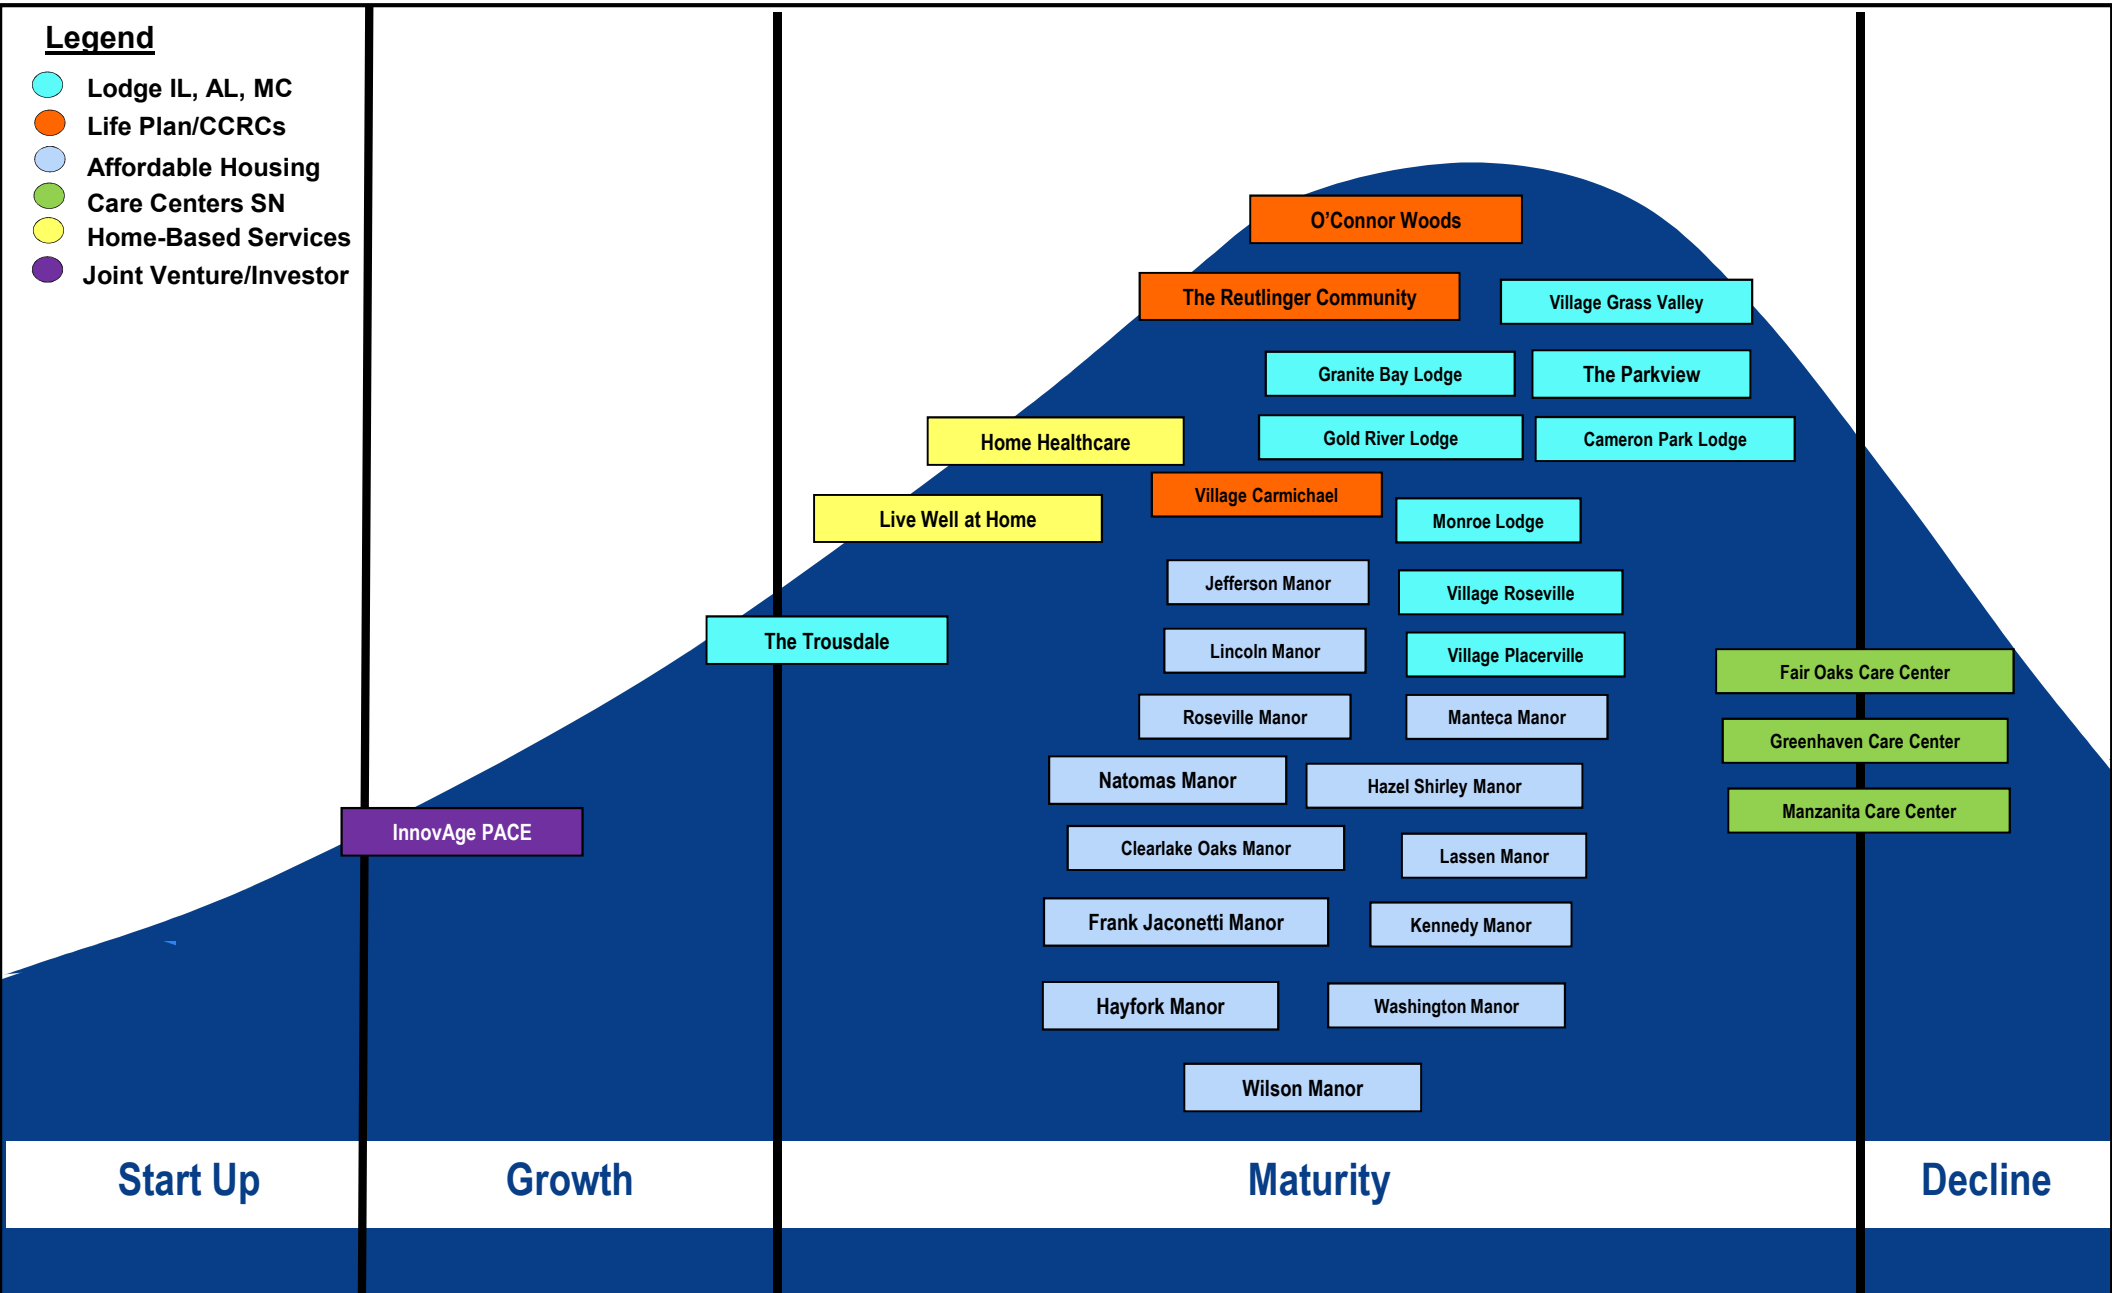 Legend
Lodge IL, AL, MC
Life Plan/CCRCs
Affordable Housing
Care Centers SN
Home-Based Services
Joint Venture/Investor
O’Connor Woods
The Reutlinger Community
Village Grass Valley
Granite Bay Lodge
The Parkview
Home Healthcare
Gold River Lodge
Cameron Park Lodge
Village Carmichael
Live Well at Home
Monroe Lodge
Jefferson Manor
Village Roseville
The Trousdale
Lincoln Manor
Village Placerville
Fair Oaks Care Center
Roseville Manor
Manteca Manor
Greenhaven Care Center
Natomas Manor
Hazel Shirley Manor
Manzanita Care Center
InnovAge PACE
Clearlake Oaks Manor
Lassen Manor
Frank Jaconetti Manor
Kennedy Manor
Hayfork Manor
Washington Manor
Wilson Manor
Start Up
Growth
Maturity
Decline